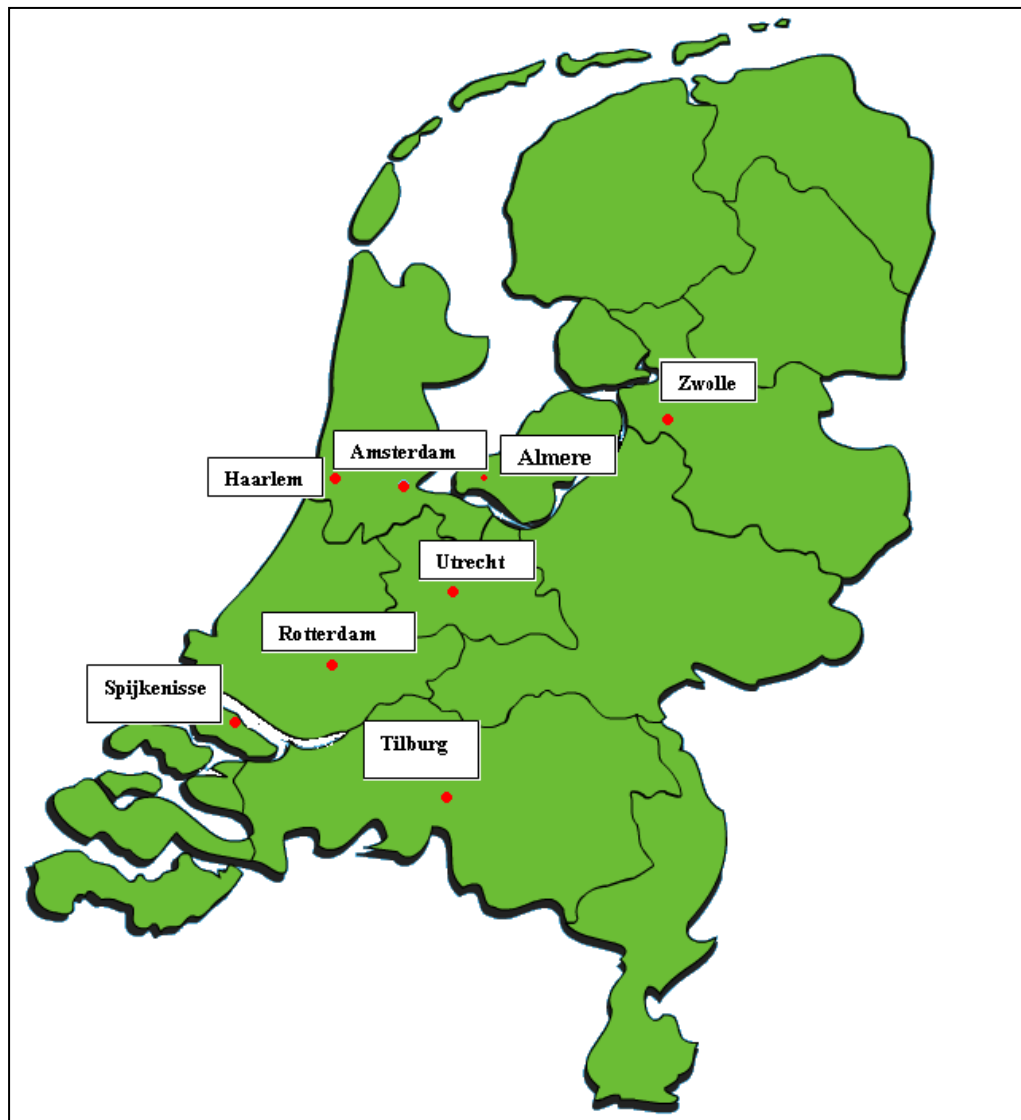 Zwolle
Amsterdam
Almere
Haarlem
Utrecht
Rotterdam
Spijkenisse
Tilburg